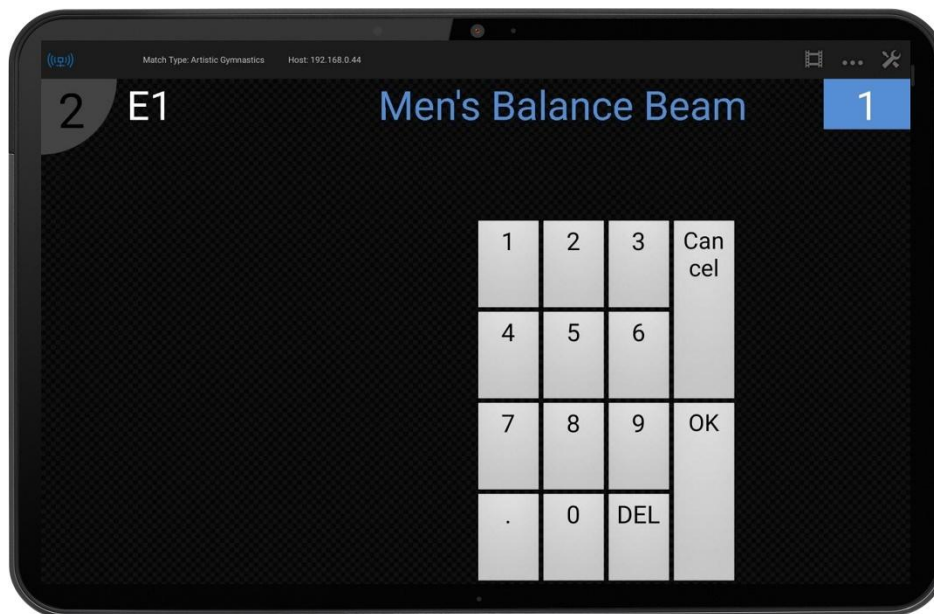 Match Type: Artistic Gymnastics Host: 192.168.0.44
2 E1 Men's Balance Beam 1
1 2 3 Can
cel
4 5 6
7 8 9 OK
. 0 DEL